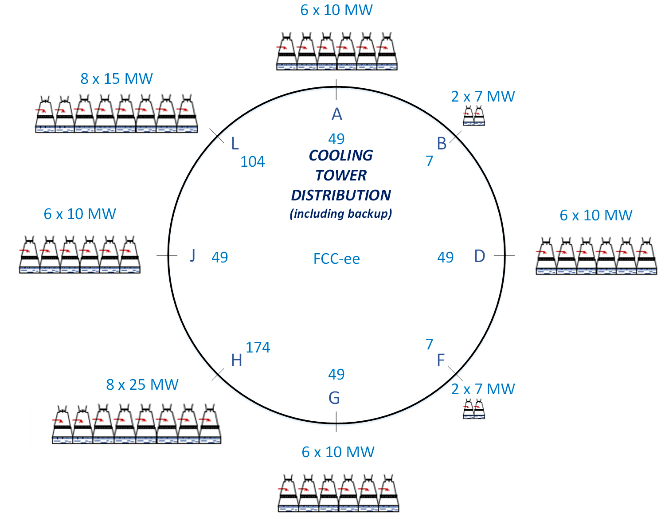 6 x 10 MW
8 x 15 MW
2 x 7 MW
A
49
L
104
B
7
COOLING
TOWER
DISTRIBUTION
(including backup)
6 x 10 MW
6 x 10 MW
J
49
FCC-ee
49
D
H
174
7
F
49
G
8 x 25 MW
2 x 7 MW
6 x 10 MW